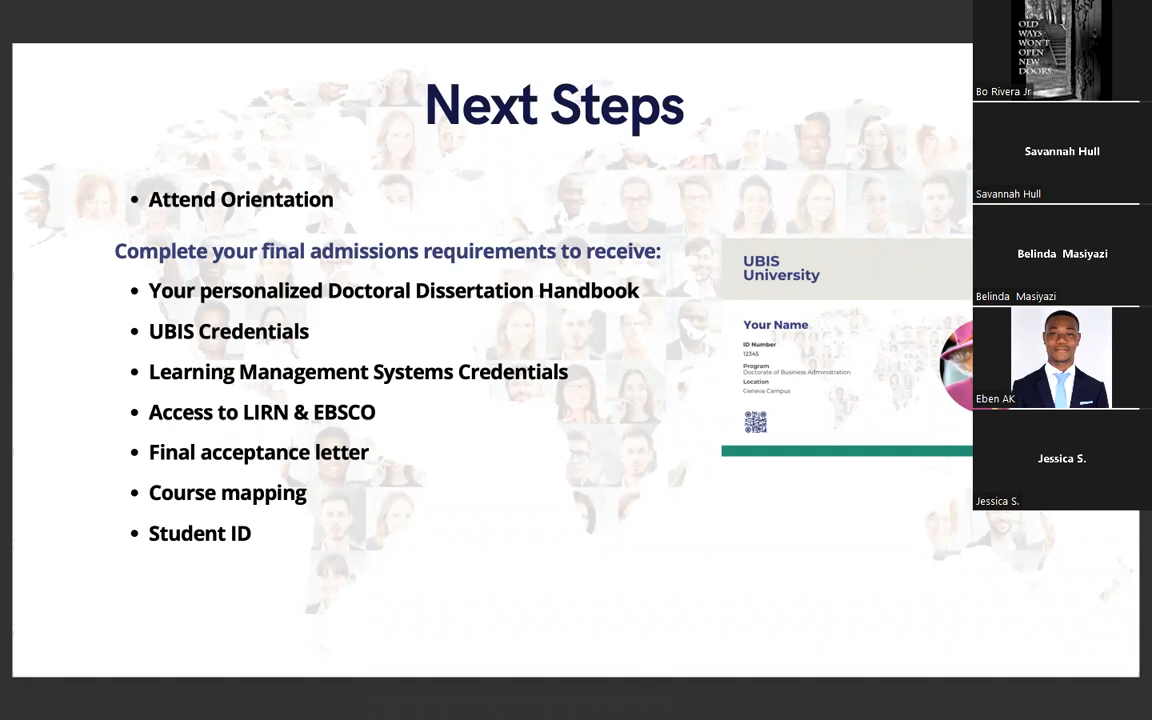 Next Steps
• Attend Orientation
Complete your final admissions requirements to receive:
• Your personalized Doctoral Dissertation Handbook
• UBIS Credentials
• Learning Management Systems Credentials
• Access to LIRN & EBSCO
• Final acceptance letter
• Course mapping
• Student ID
UBIS
University
Your Name
ID Number
12345
Program
Doctorate of Business Administration
Location
Geneva Campus
OLD
WAYS
WON'T
OPEN
NEW
DOORS.
Bo Rivera Jr
Savannah Hull
Savannah Hull
Belinda Masiyazi
Belinda Masiyazi
Eben AK
Jessica S.
Jessica S.